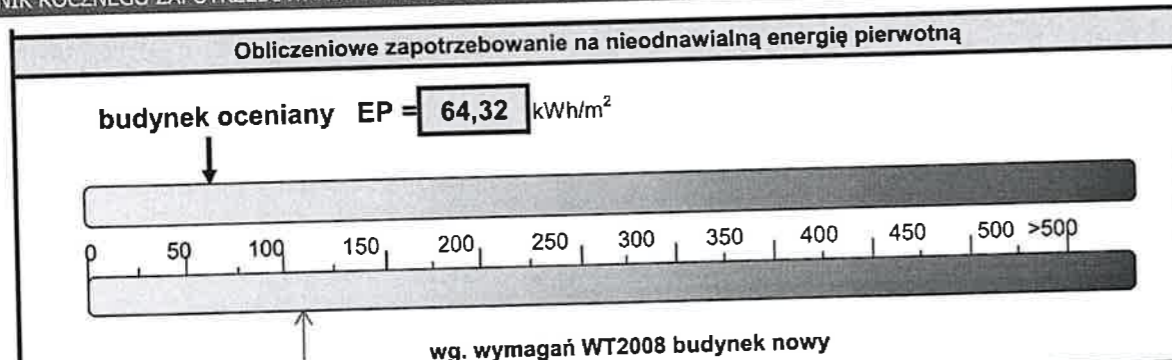 Obliczeniowe zapotrzebowanie na nieodnawialną energię pierwotną
budynek oceniany EP = 64,32 kWh/m²
0 50 100 150 200 250 300 350 400 450 500 >500
wg. wymagań WT2008 budynek nowy